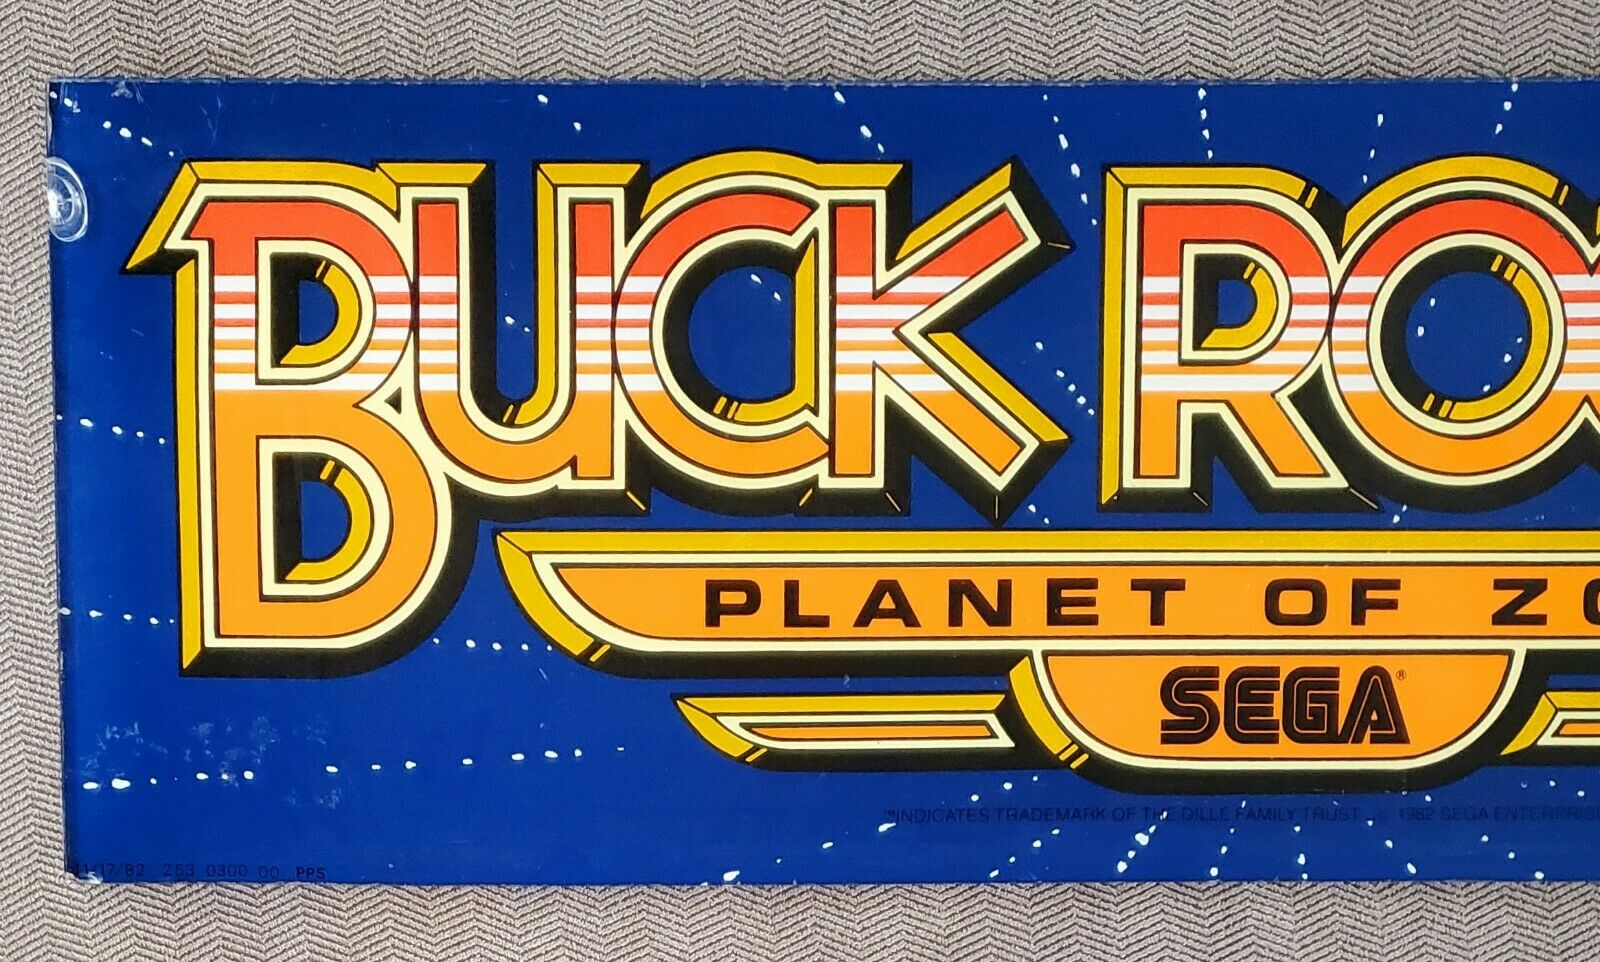 BUCK RO
PLANET OF ZO
SEGA®
™INDICATES TRADEMARK OF THE DILLE FAMILY TRUST © 1982 SEGA ENTERPRIS
11/17/82 253 0300 00 PPS